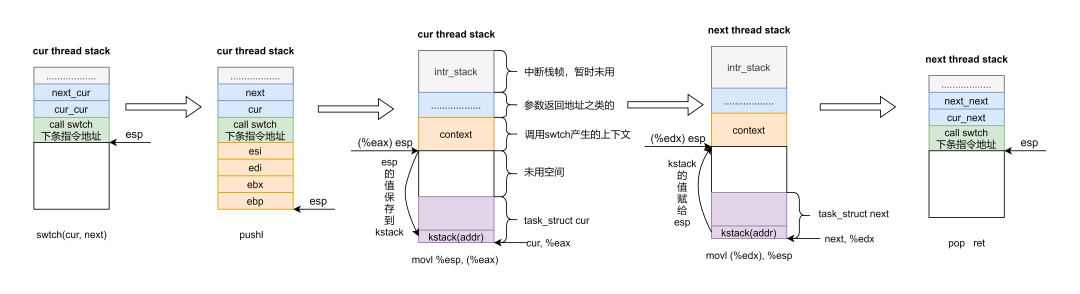 cur thread stack
..................
next_cur
cur_cur
call swtch
下条指令地址
esp
swtch(cur, next)
cur thread stack
..................
next
cur
call swtch
下条指令地址
esi
edi
ebx
ebp
esp
pushl
cur thread stack
intr_stack
中断栈帧，暂时未用
..................
参数返回地址之类的
context
调用swtch产生的上下文
(%eax) esp
esp
的
值
保
存
到
kstack
未用空间
task_struct cur
kstack(addr)
cur, %eax
movl %esp, (%eax)
next thread stack
intr_stack
..................
context
(%edx) esp
kstack
的
值
赋
给
esp
task_struct next
kstack(addr)
next, %edx
movl (%edx), %esp
next thread stack
..................
next_next
cur_next
call swtch
下条指令地址
esp
pop ret